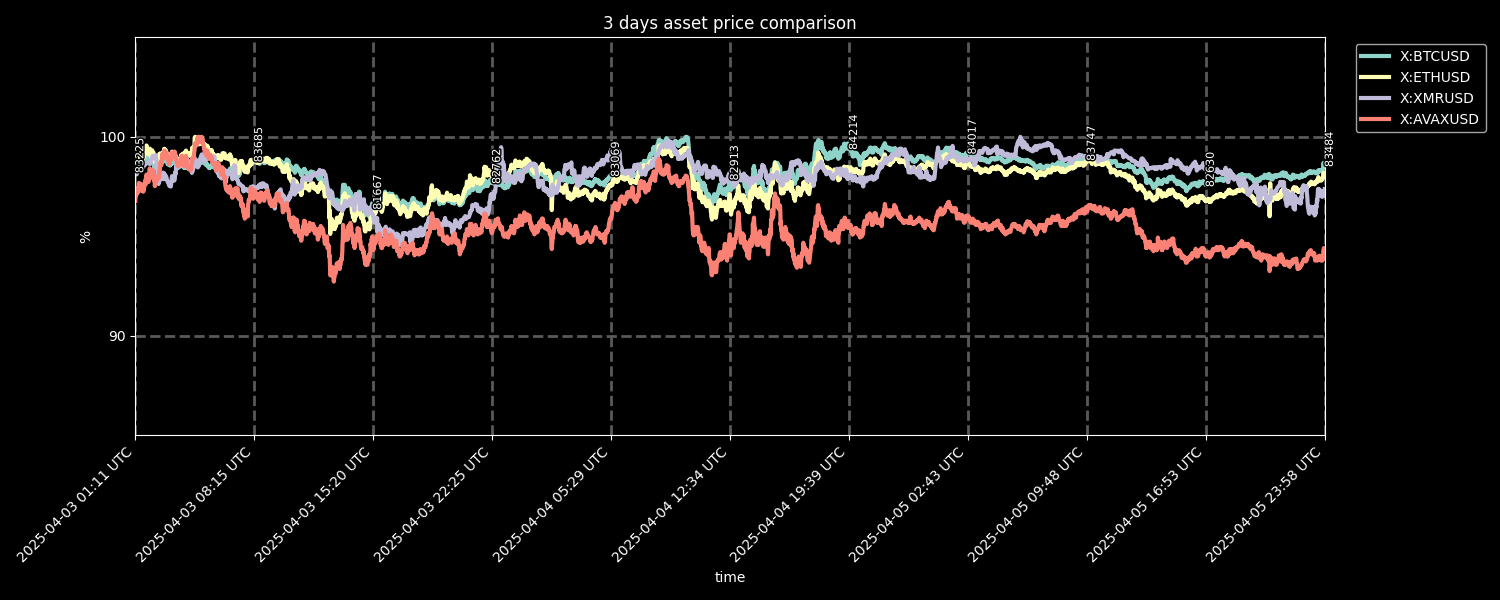 3 days asset price comparison
X:BTCUSD
X:ETHUSD
X:XMRUSD
X:AVAXUSD
100
90
%
83225
83685
81667
82762
83069
82913
84214
84017
83747
82630
83484
2025-04-03 01:11 UTC
2025-04-03 08:15 UTC
2025-04-03 15:20 UTC
2025-04-03 22:25 UTC
2025-04-04 05:29 UTC
2025-04-04 12:34 UTC
2025-04-04 19:39 UTC
2025-04-05 02:43 UTC
2025-04-05 09:48 UTC
2025-04-05 16:53 UTC
2025-04-05 23:58 UTC
time